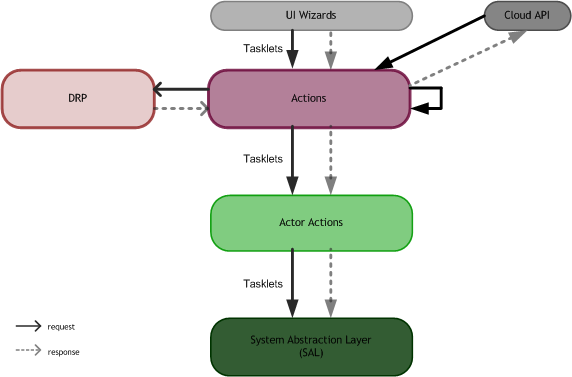 UI Wizards
Cloud API
Tasklets
DRP
Actions
Tasklets
Actor Actions
Tasklets
System Abstraction Layer
(SAL)
request
response